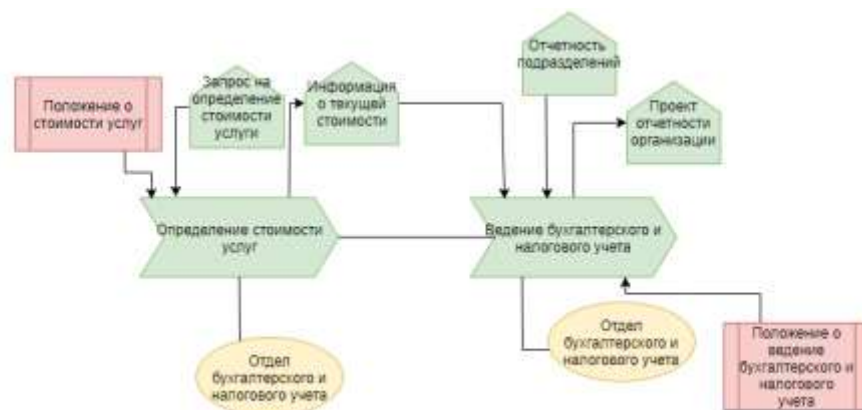 Отчетность
подразделений
Запрос на
определение
стоимости
услуги
Информация
о текущей
стоимости
Положение о
стоимости услуг
Проект
отчетности
организации
Определение стоимости
услуг
Ведение бухгалтерского и
налогового учета
Отдел
бухгалтерского и
налогового учета
Отдел
бухгалтерского и
налогового учета
Положение о
ведение
бухгалтерского и
налогового
учета